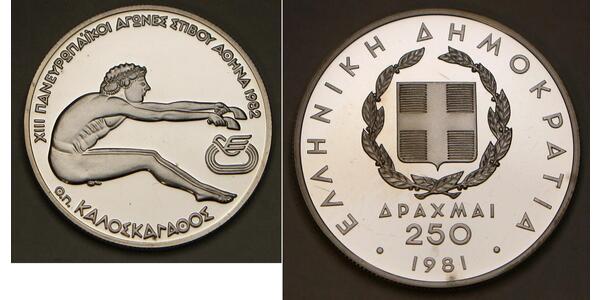 XIII ΠΑΝΕΥΡΩΠΑΪΚΟΙ ΑΓΩΝΕΣ ΣΤΙΒΟΥ ΑΘΗΝΑ 1982
Θ.Π. ΚΑΛΟΣΚΑΓΑΘΟΣ
ΕΛΛΗΝΙΚΗ ΔΗΜΟΚΡΑΤΙΑ
ΔΡΑΧΜΑΙ
250
· 1981 ·